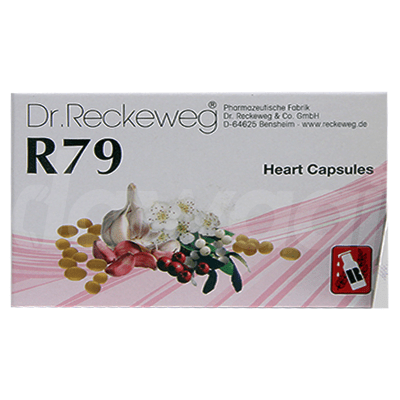 Dr.Reckeweg®
Pharmazeutische Fabrik
Dr. Reckeweg & Co. GmbH
D-64625 Bensheim • www.reckeweg.de
R79
Heart Capsules